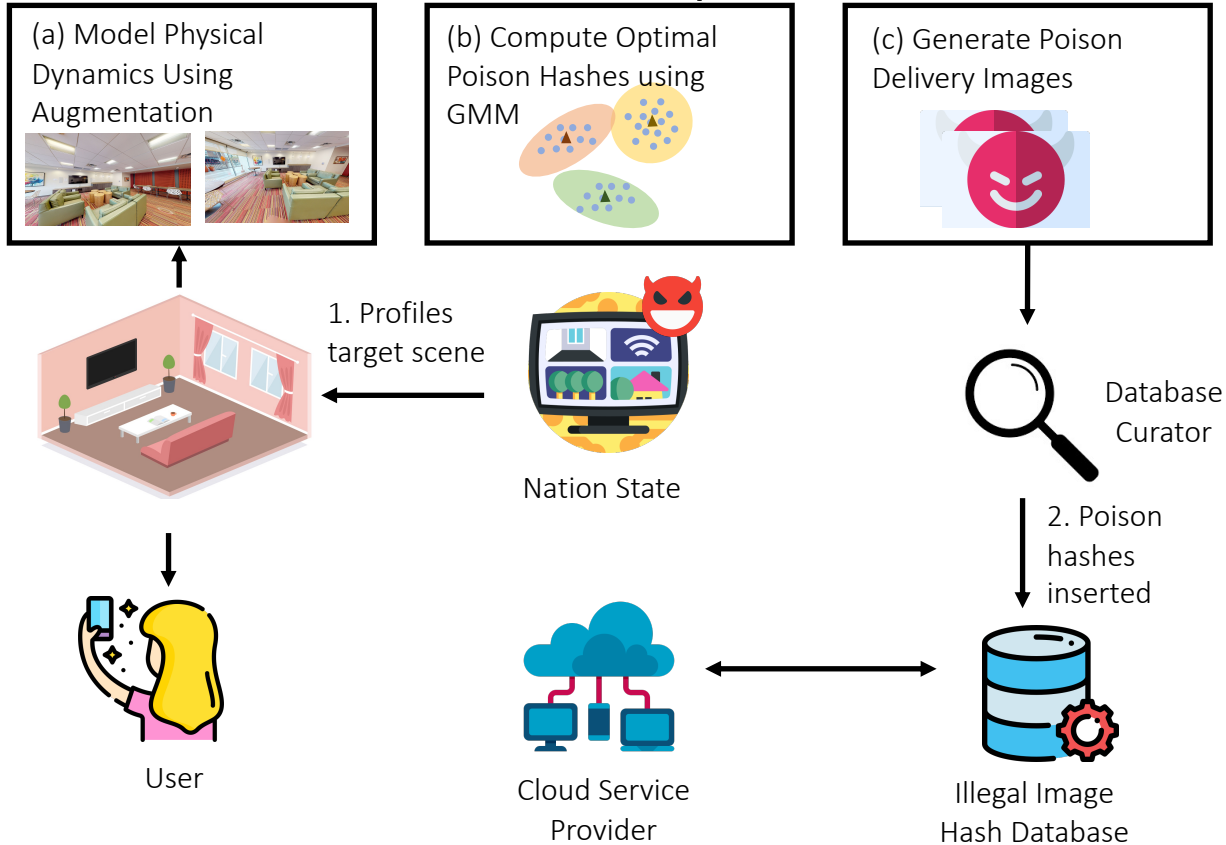 (a) Model Physical
Dynamics Using
Augmentation
(b) Compute Optimal
Poison Hashes using
GMM
(c) Generate Poison
Delivery Images
1. Profiles
target scene
Nation State
Database
Curator
2. Poison
hashes
inserted
User
Cloud Service
Provider
Illegal Image
Hash Database